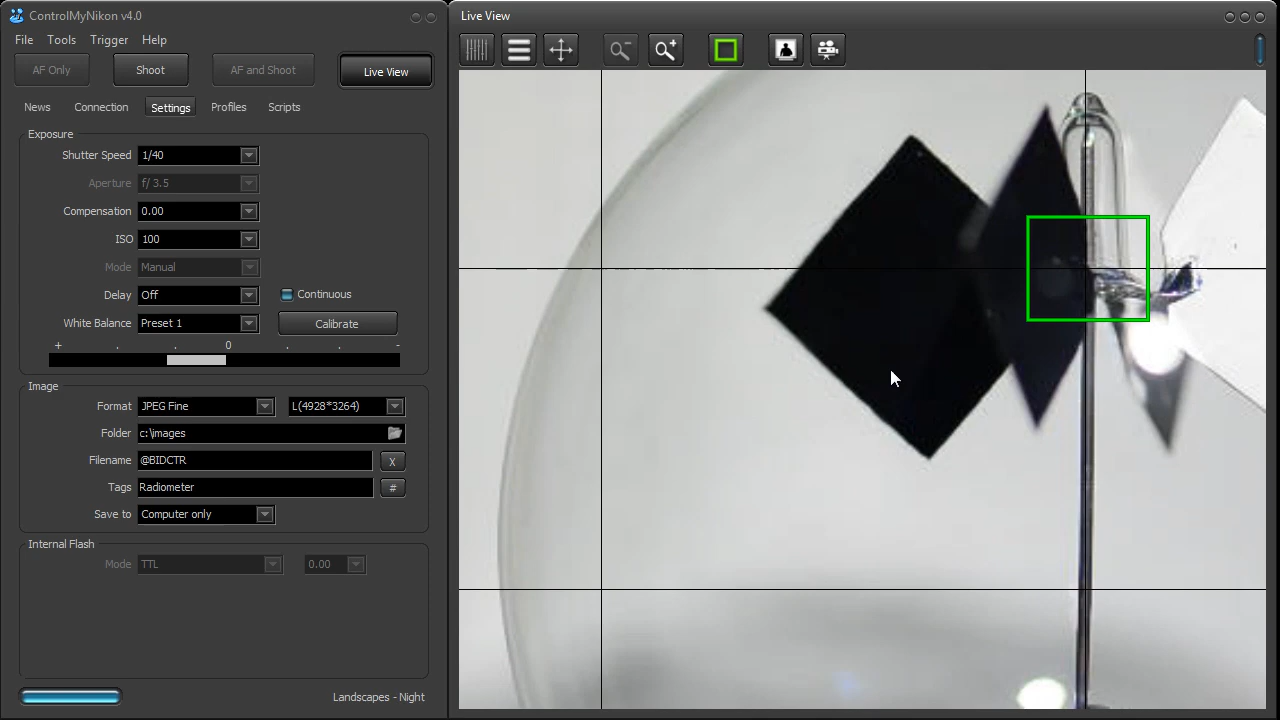 ControlMyNikon v4.0
Live View
File Tools Trigger Help
AF Only Shoot AF and Shoot Live View
News Connection Settings Profiles Scripts
Exposure
Shutter Speed 1/40
Aperture f/ 3.5
Compensation 0.00
ISO 100
Mode Manual
Delay Off Continuous
White Balance Preset 1 Calibrate
+ . . 0 . . -
Image
Format JPEG Fine L(4928*3264)
Folder c:\images
Filename @BIDCTR X
Tags Radiometer #
Save to Computer only
Internal Flash
Mode TTL 0.00
Landscapes - Night